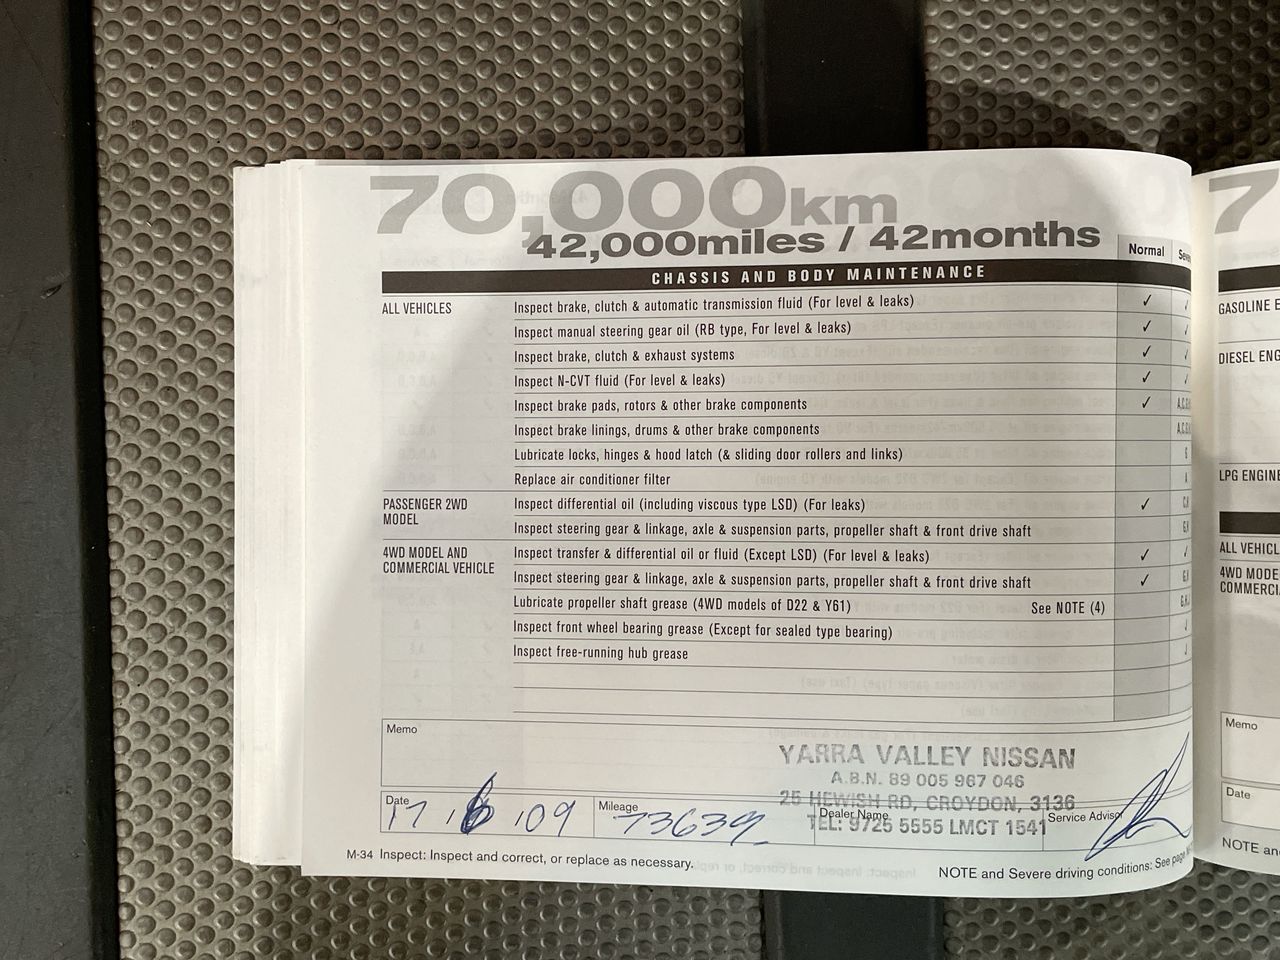 70,000km
42,000miles / 42months
Normal
CHASSIS AND BODY MAINTENANCE
ALL VEHICLES
Inspect brake, clutch & automatic transmission fluid (For level & leaks) ✓ ✓
Inspect manual steering gear oil (RB type, For level & leaks) ✓ ✓
Inspect brake, clutch & exhaust systems ✓ ✓
Inspect N-CVT fluid (For level & leaks) ✓ ✓
Inspect brake pads, rotors & other brake components ✓
Inspect brake linings, drums & other brake components
Lubricate locks, hinges & hood latch (& sliding door rollers and links) G
Replace air conditioner filter A
PASSENGER 2WD
MODEL
Inspect differential oil (including viscous type LSD) (For leaks) ✓
Inspect steering gear & linkage, axle & suspension parts, propeller shaft & front drive shaft
4WD MODEL AND
COMMERCIAL VEHICLE
Inspect transfer & differential oil or fluid (Except LSD) (For level & leaks) ✓ ✓
Inspect steering gear & linkage, axle & suspension parts, propeller shaft & front drive shaft ✓
Lubricate propeller shaft grease (4WD models of D22 & Y61) See NOTE (4)
Inspect front wheel bearing grease (Except for sealed type bearing)
Inspect free-running hub grease
Memo
YARRA VALLEY NISSAN
A.B.N. 89 005 967 046
25 HEWISH RD, CROYDON, 3136
TEL: 9725 5555 LMCT 1541
Date
17 . 6 . 09
Mileage
73639
Dealer Name
Service Advisor
M-34 Inspect: Inspect and correct, or replace as necessary.
NOTE and Severe driving conditions: See page
7
GASOLINE E
DIESEL ENG
LPG ENGINE
ALL VEHICL
4WD MODE
COMMERCI
Memo
Date
NOTE an